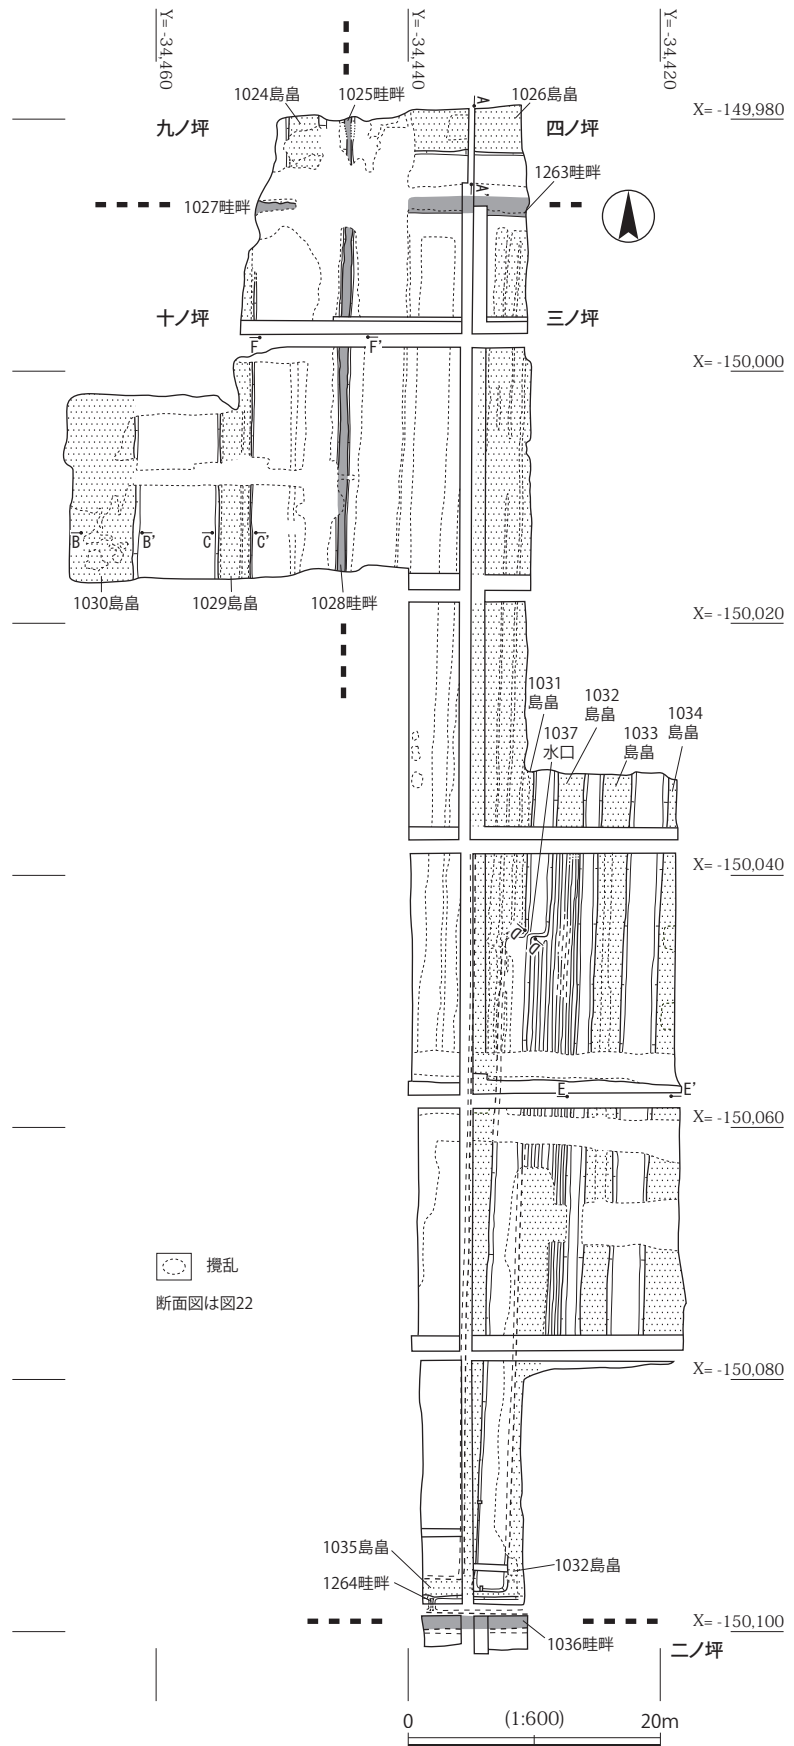 Y= -34,460
Y= -34,440
Y= -34,420
1024島畠
1025畦畔
A
1026島畠
X= -149,980
九ノ坪
四ノ坪
1263畦畔
A'
1027畦畔
十ノ坪
三ノ坪
F
F'
X= -150,000
B
B'
C
C'
1030島畠
1029島畠
1028畦畔
X= -150,020
1031
島畠
1032
島畠
1034
島畠
1037
水口
1033
島畠
X= -150,040
E
E'
X= -150,060
攪乱
断面図は図22
X= -150,080
1035島畠
1032島畠
1264畦畔
X= -150,100
1036畦畔
二ノ坪
0
(1:600)
20m